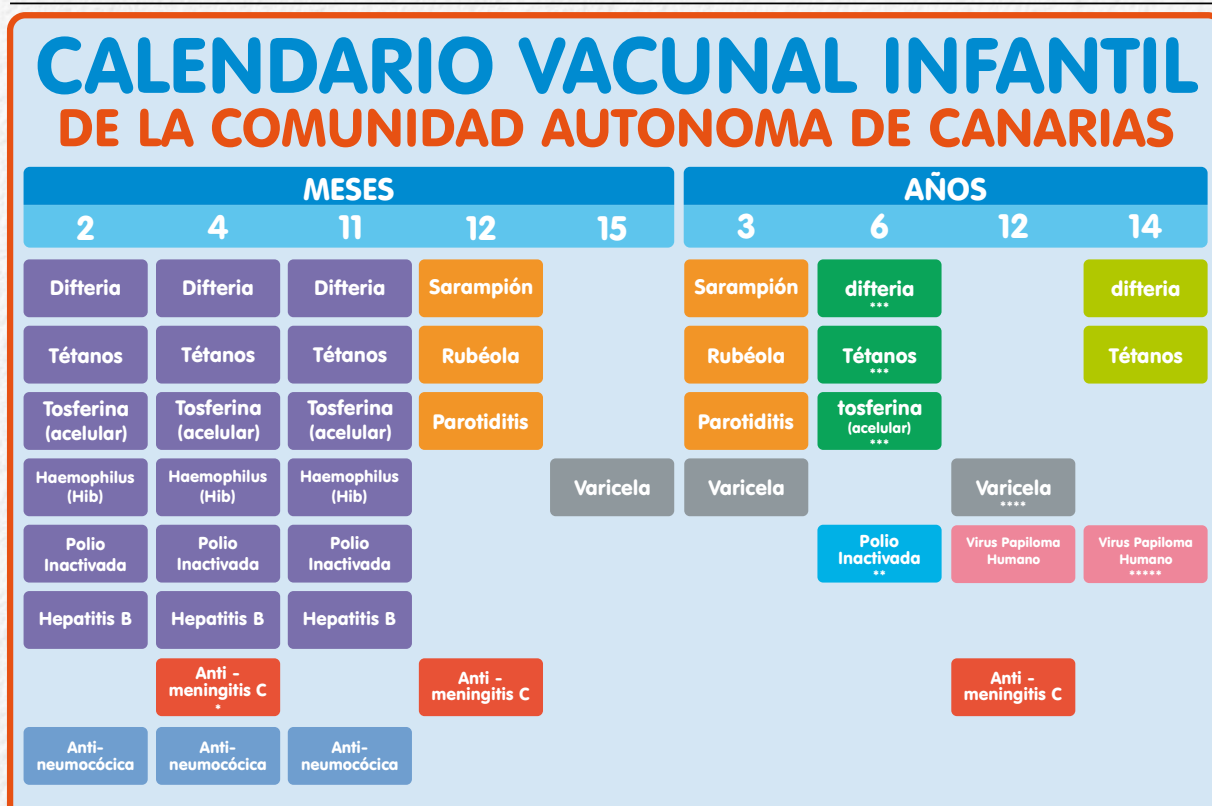 CALENDARIO VACUNAL INFANTIL
DE LA COMUNIDAD AUTONOMA DE CANARIAS
MESES AÑOS
2 4 11 12 15 3 6 12 14
Difteria Difteria Difteria Sarampión Sarampión difteria *** difteria
Tétanos Tétanos Tétanos Rubéola Rubéola Tétanos *** Tétanos
Tosferina (acelular) Tosferina (acelular) Tosferina (acelular) Parotiditis Parotiditis tosferina (acelular) ***
Haemophilus (Hib) Haemophilus (Hib) Haemophilus (Hib) Varicela Varicela Varicela ****
Polio Inactivada Polio Inactivada Polio Inactivada Polio Inactivada ** Virus Papiloma Humano Virus Papiloma Humano *****
Hepatitis B Hepatitis B Hepatitis B
Anti - meningitis C * Anti - meningitis C Anti - meningitis C
Anti- neumocócica Anti- neumocócica Anti- neumocócica